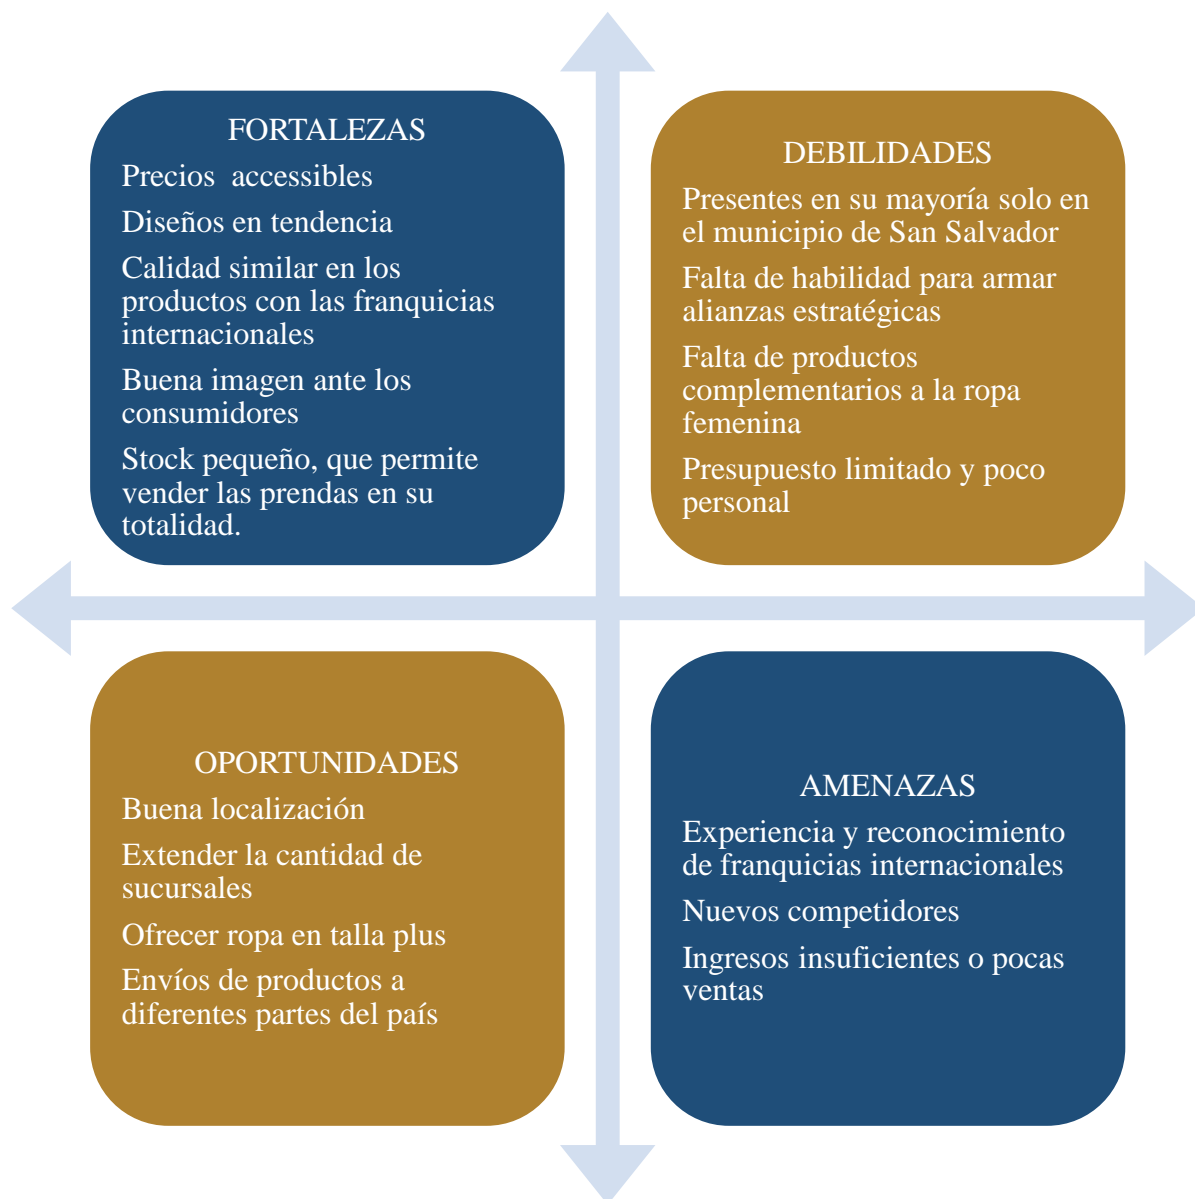 FORTALEZAS
Precios  accessibles
Diseños en tendencia
Calidad similar en los
productos con las franquicias
internacionales
Buena imagen ante los
consumidores
Stock pequeño, que permite
vender las prendas en su
totalidad.
DEBILIDADES
Presentes en su mayoría solo en
el municipio de San Salvador
Falta de habilidad para armar
alianzas estratégicas
Falta de productos
complementarios a la ropa
femenina
Presupuesto limitado y poco
personal
OPORTUNIDADES
Buena localización
Extender la cantidad de
sucursales
Ofrecer ropa en talla plus
Envíos de productos a
diferentes partes del país
AMENAZAS
Experiencia y reconocimiento
de franquicias internacionales
Nuevos competidores
Ingresos insuficientes o pocas
ventas